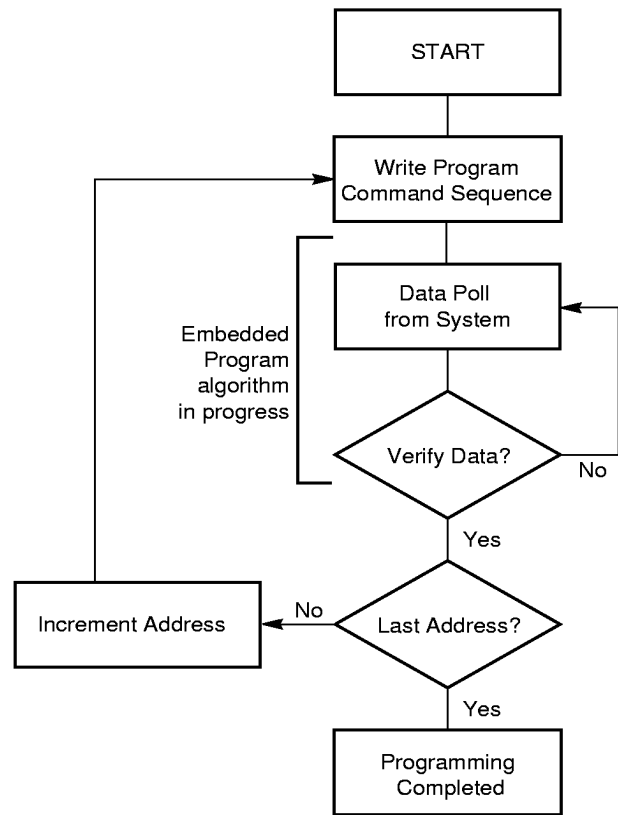 START
Write Program
Command Sequence
Data Poll
from System
Embedded
Program
algorithm
in progress
Verify Data?
No
Yes
No
Increment Address
Last Address?
Yes
Programming
Completed